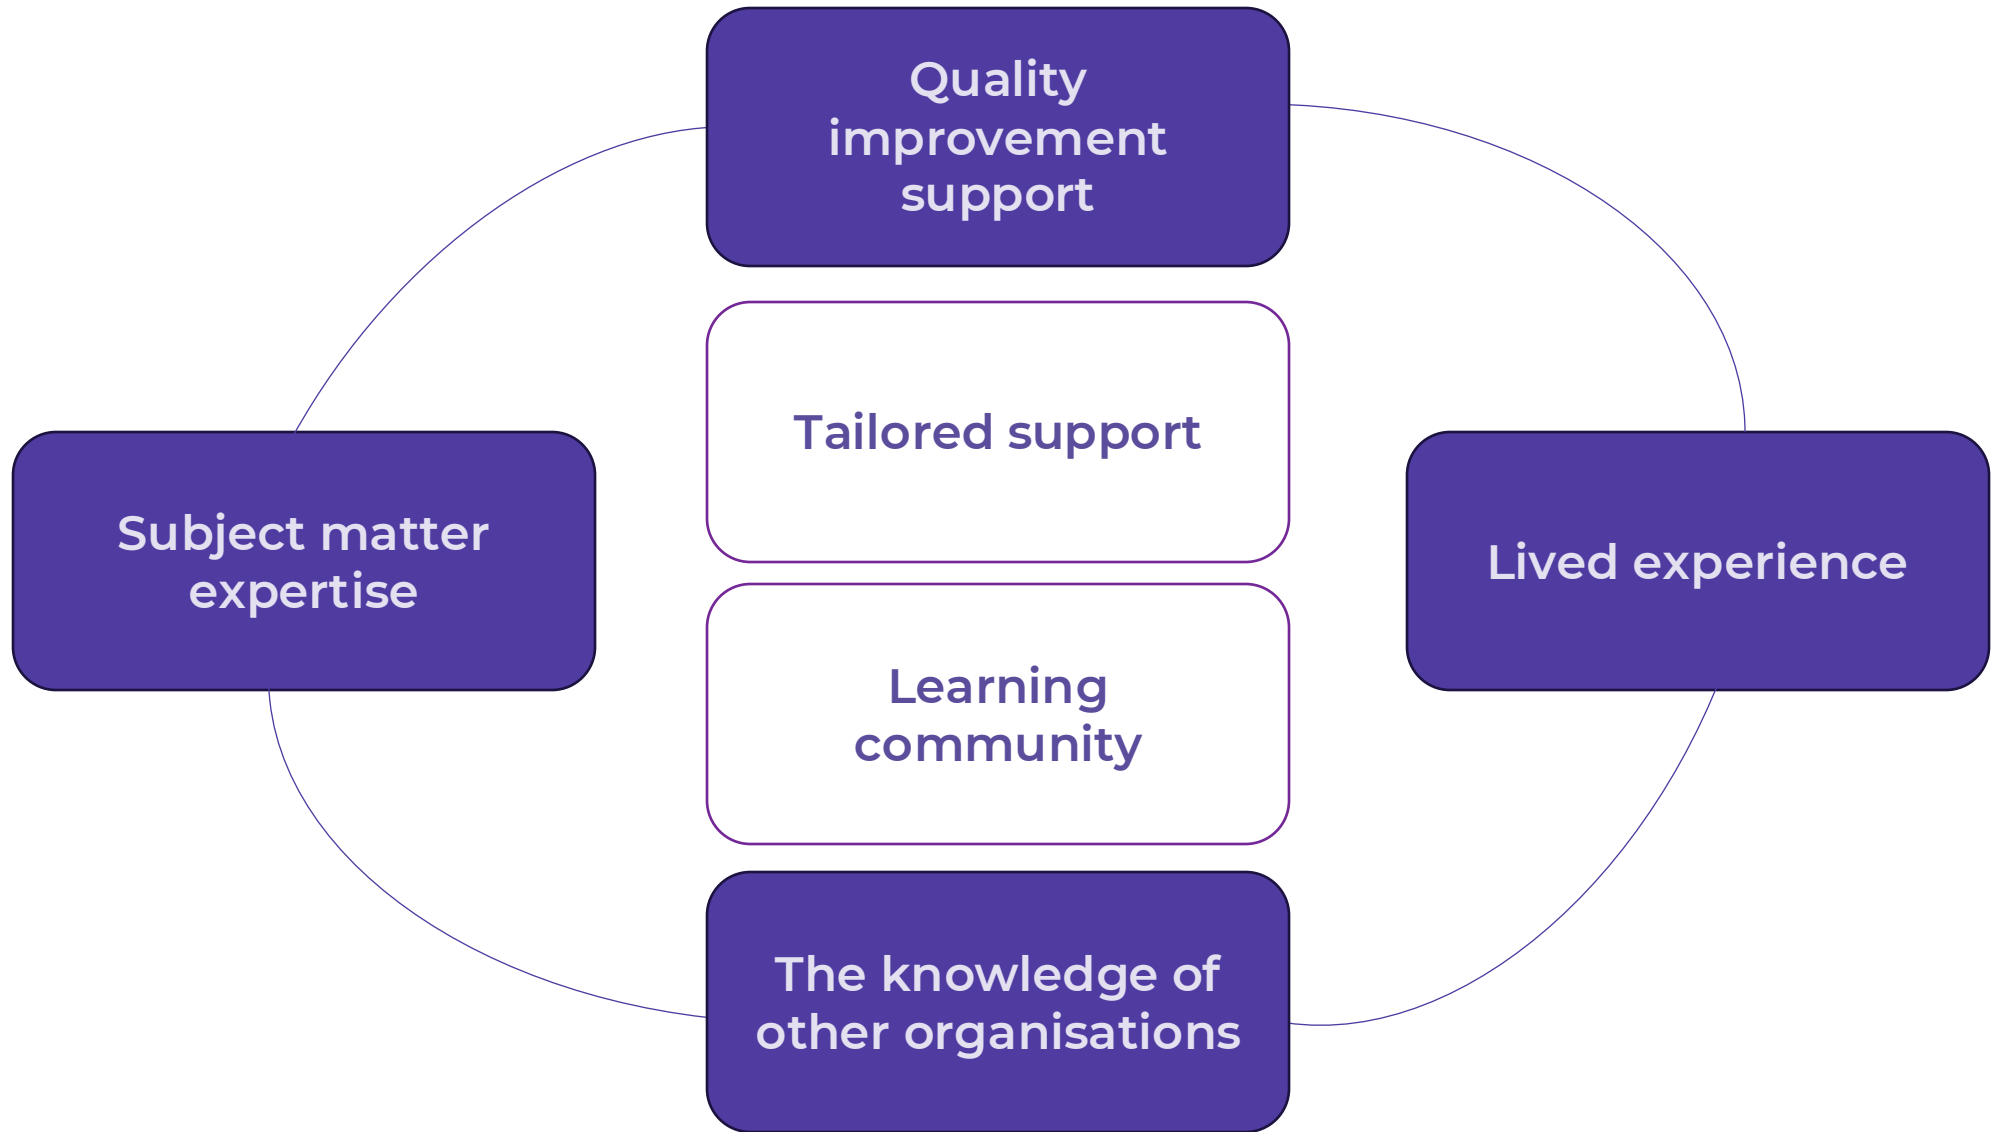 Quality
improvement
support
Tailored support
Subject matter
expertise
Lived experience
Learning
community
The knowledge of
other organisations